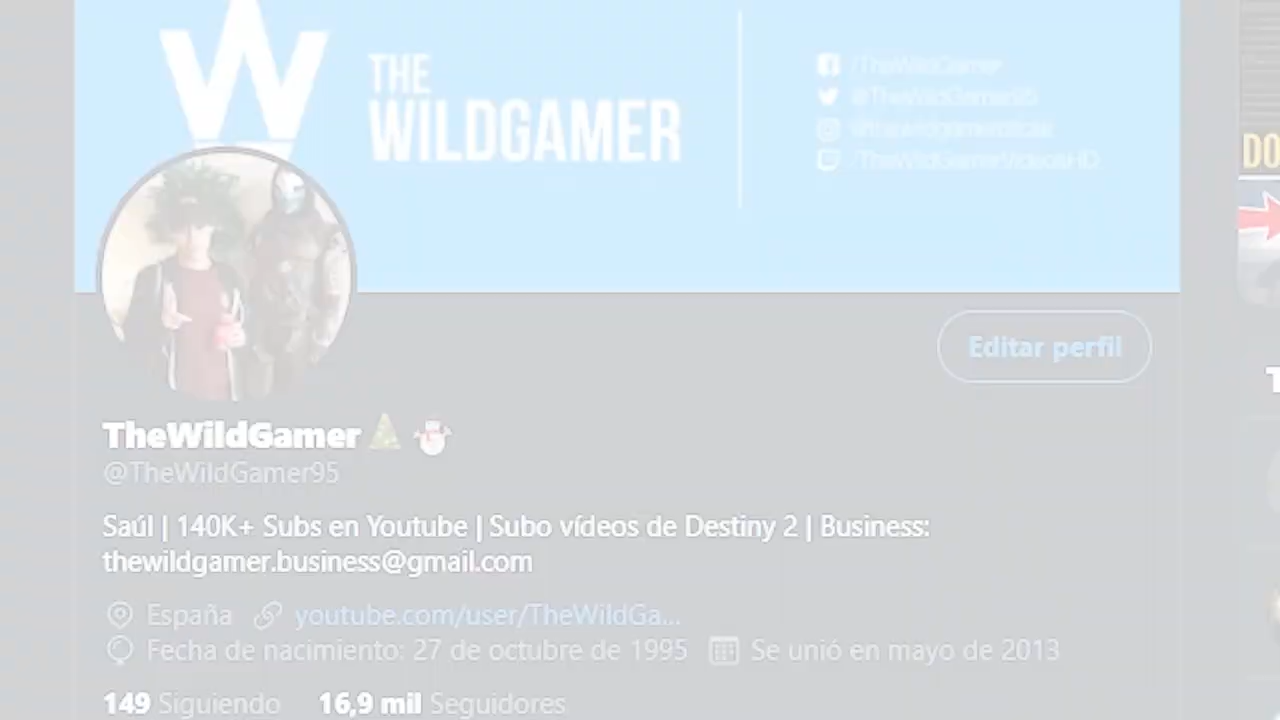 W
THE
WILDGAMER
/TheWildGamer
@TheWildGamer95
/TheWildGamerVideosHD
DO
Editar perfil
TheWildGamer
@TheWildGamer95
Saúl | 140K+ Subs en Youtube | Subo vídeos de Destiny 2 | Business:
thewildgamer.business@gmail.com
España youtube.com/user/TheWildGa...
Fecha de nacimiento: 27 de octubre de 1995 Se unió en mayo de 2013
149 Siguiendo 16,9 mil Seguidores